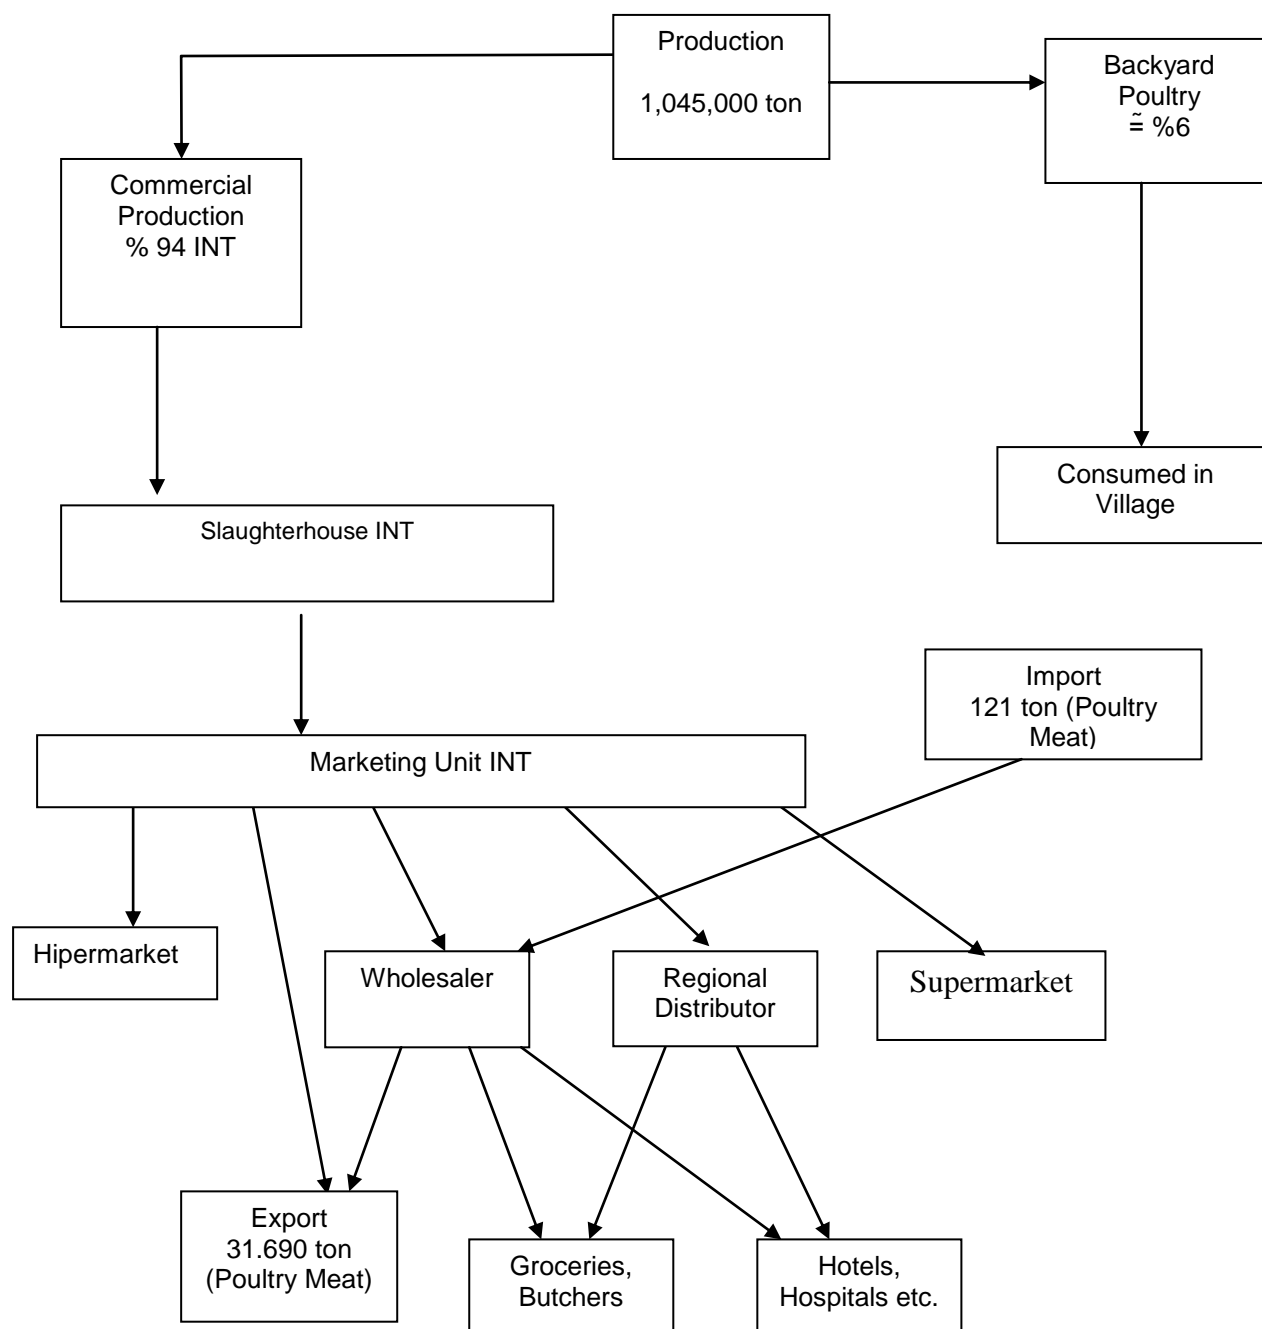 Production
1,045,000 ton
Backyard
Poultry
≅ %6
Commercial
Production
% 94 INT
Consumed in
Village
Slaughterhouse INT
Import
121 ton (Poultry
Meat)
Marketing Unit INT
Hipermarket
Wholesaler
Regional
Distributor
Supermarket
Export
31.690 ton
(Poultry Meat)
Groceries,
Butchers
Hotels,
Hospitals etc.